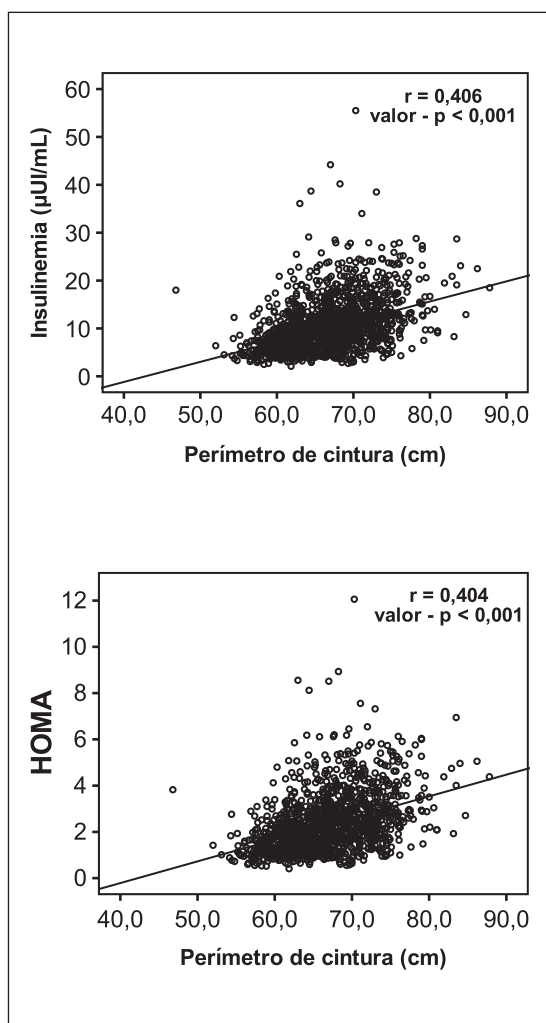 r = 0,406
valor - p < 0,001
60
50
40
30
20
10
0
Insulinemia (µUI/mL)
40,0 50,0 60,0 70,0 80,0 90,0
Perímetro de cintura (cm)
r = 0,404
valor - p < 0,001
12
10
8
6
4
2
0
HOMA
40,0 50,0 60,0 70,0 80,0 90,0
Perímetro de cintura (cm)